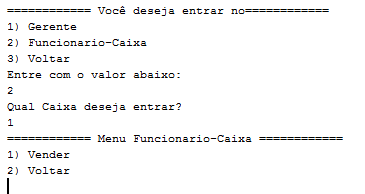 ============ Você deseja entrar no============
1) Gerente
2) Funcionario-Caixa
3) Voltar
Entre com o valor abaixo:
2
Qual Caixa deseja entrar?
1
============ Menu Funcionario-Caixa ============
1) Vender
2) Voltar